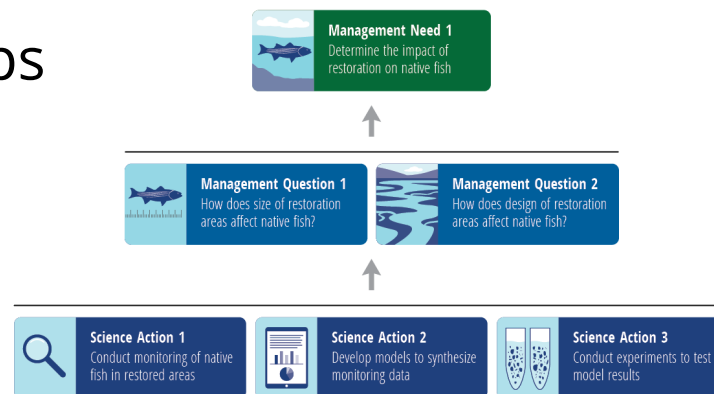 Management Need 1
Determine the impact of
restoration on native fish
Management Question 1
How does size of restoration
areas affect native fish?
Management Question 2
How does design of restoration
areas affect native fish?
Science Action 1
Conduct monitoring of native
fish in restored areas
Science Action 2
Develop models to synthesize
monitoring data
Science Action 3
Conduct experiments to test
model results